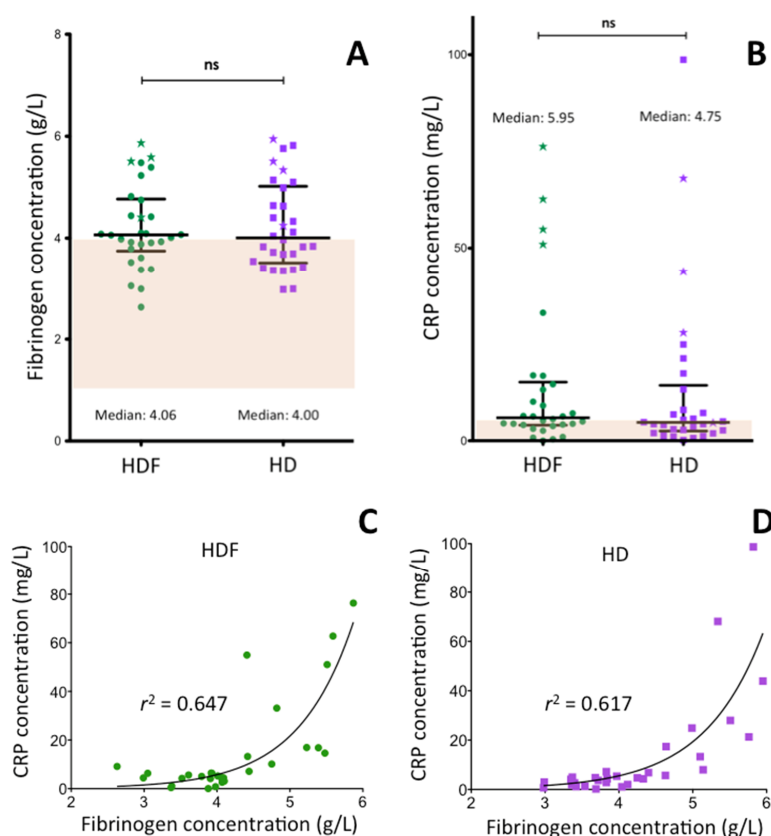 A
Fibrinogen concentration (g/L)
8
6
4
2
0
ns
Median: 4.06
Median: 4.00
HDF
HD
B
CRP concentration (mg/L)
100
50
0
ns
Median: 5.95
Median: 4.75
HDF
HD
C
HDF
CRP concentration (mg/L)
100
80
60
40
20
0
r² = 0.647
2 3 4 5 6
Fibrinogen concentration (g/L)
D
HD
CRP concentration (mg/L)
100
80
60
40
20
0
r² = 0.617
2 3 4 5 6
Fibrinogen concentration (g/L)